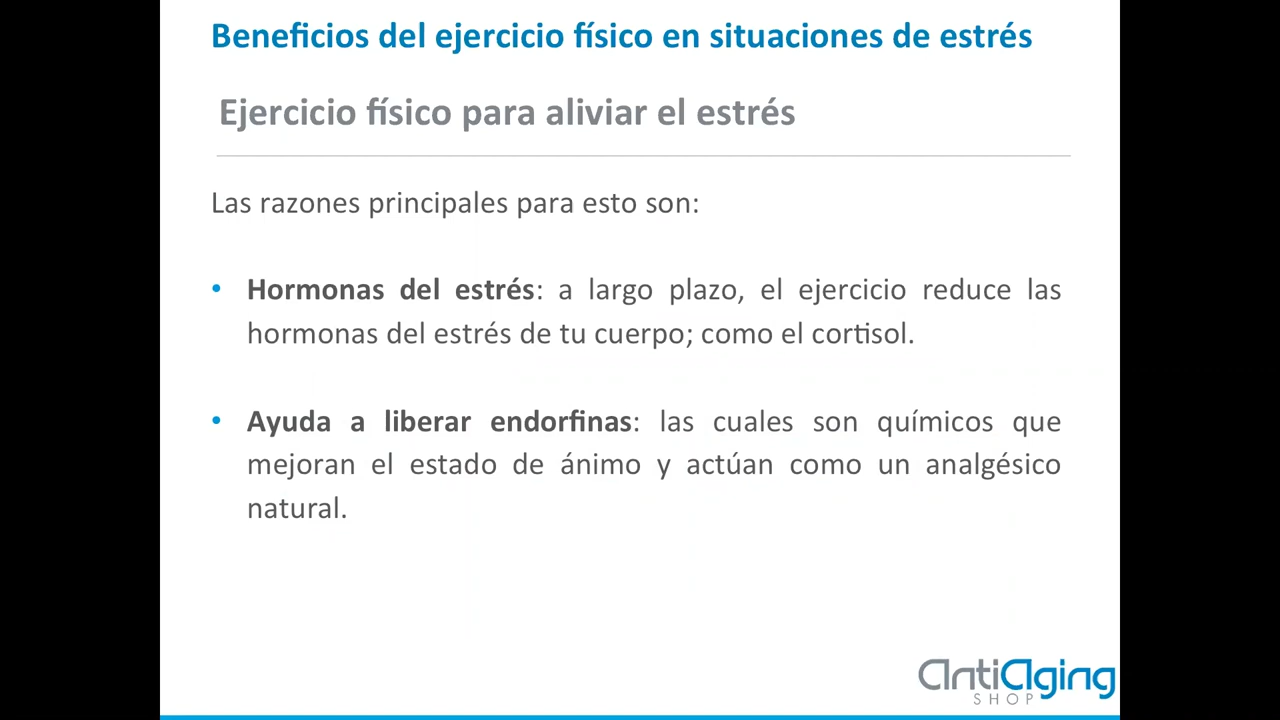 Beneficios del ejercicio físico en situaciones de estrés
Ejercicio físico para aliviar el estrés
Las razones principales para esto son:
• Hormonas del estrés: a largo plazo, el ejercicio reduce las
hormonas del estrés de tu cuerpo; como el cortisol.
• Ayuda a liberar endorfinas: las cuales son químicos que
mejoran el estado de ánimo y actúan como un analgésico
natural.
antiaging
SHOP